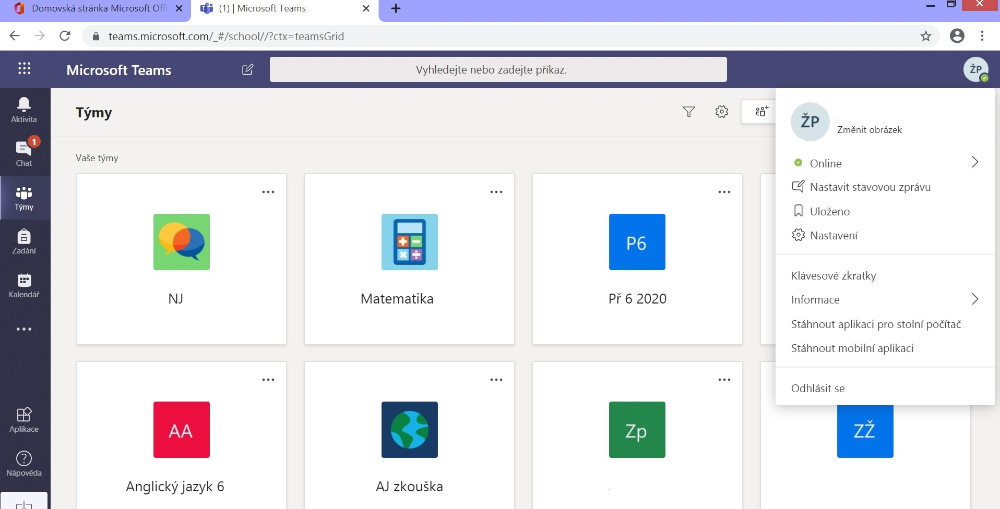 Domovská stránka Microsoft Offi
(1) | Microsoft Teams
teams.microsoft.com/_#/school//?ctx=teamsGrid
Microsoft Teams
Vyhledejte nebo zadejte příkaz.
ŽP
Aktivita
1
Chat
Týmy
Zadání
Kalendář
Aplikace
Nápověda
Týmy
Vaše týmy
NJ
Matematika
P6
Př 6 2020
AA
Anglický jazyk 6
AJ zkouška
Zp
ZŽ
ŽP
Změnit obrázek
Online
Nastavit stavovou zprávu
Uloženo
Nastavení
Klávesové zkratky
Informace
Stáhnout aplikaci pro stolní počítač
Stáhnout mobilní aplikaci
Odhlásit se